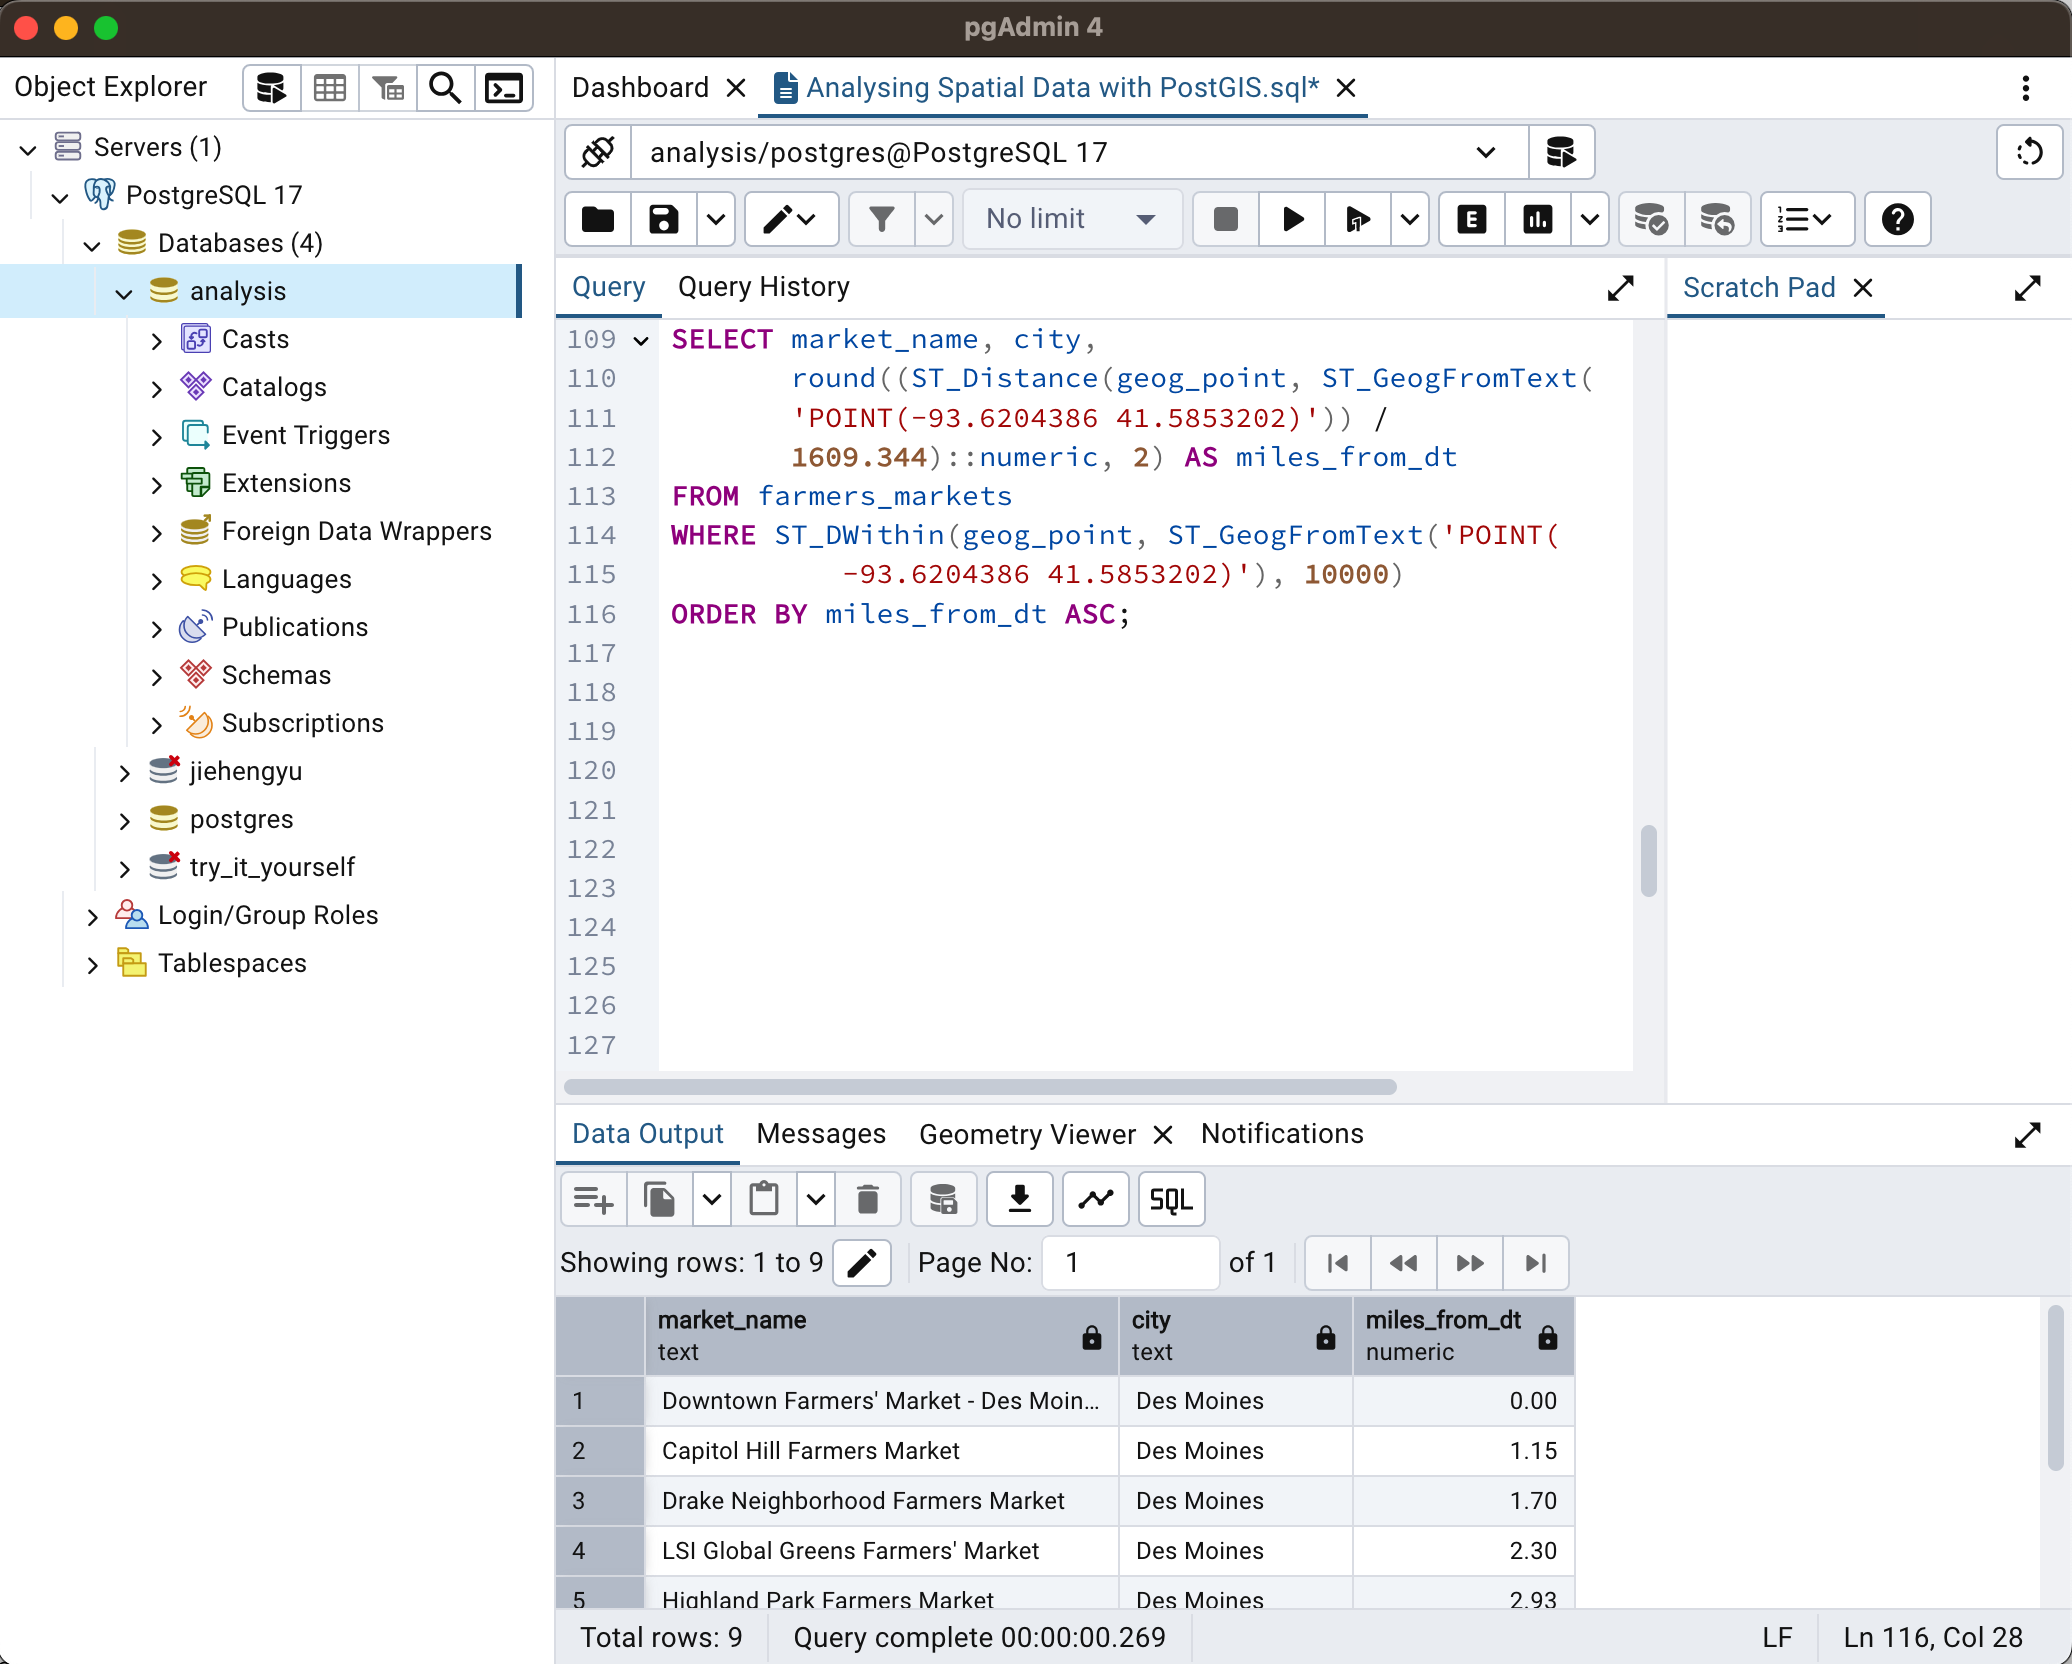 pgAdmin 4
Object Explorer
Servers (1)
PostgreSQL 17
Databases (4)
analysis
Casts
Catalogs
Event Triggers
Extensions
Foreign Data Wrappers
Languages
Publications
Schemas
Subscriptions
jiehengyu
postgres
try_it_yourself
Login/Group Roles
Tablespaces
Dashboard
Analysing Spatial Data with PostGIS.sql*
analysis/postgres@PostgreSQL 17
No limit
E
Query
Query History
Scratch Pad
109 SELECT market_name, city,
110 round((ST_Distance(geog_point, ST_GeogFromText(
111 'POINT(-93.6204386 41.5853202)')) /
112 1609.344)::numeric, 2) AS miles_from_dt
113 FROM farmers_markets
114 WHERE ST_DWithin(geog_point, ST_GeogFromText('POINT(
115 -93.6204386 41.5853202)'), 10000)
116 ORDER BY miles_from_dt ASC;
117
118
119
120
121
122
123
124
125
126
127
Data Output
Messages
Geometry Viewer
Notifications
SQL
Showing rows: 1 to 9
Page No: 1 of 1
market_name text
city text
miles_from_dt numeric
1 Downtown Farmers' Market - Des Moin... Des Moines 0.00
2 Capitol Hill Farmers Market Des Moines 1.15
3 Drake Neighborhood Farmers Market Des Moines 1.70
4 LSI Global Greens Farmers' Market Des Moines 2.30
5 Highland Park Farmers Market Des Moines 2.93
Total rows: 9
Query complete 00:00:00.269
LF
Ln 116, Col 28